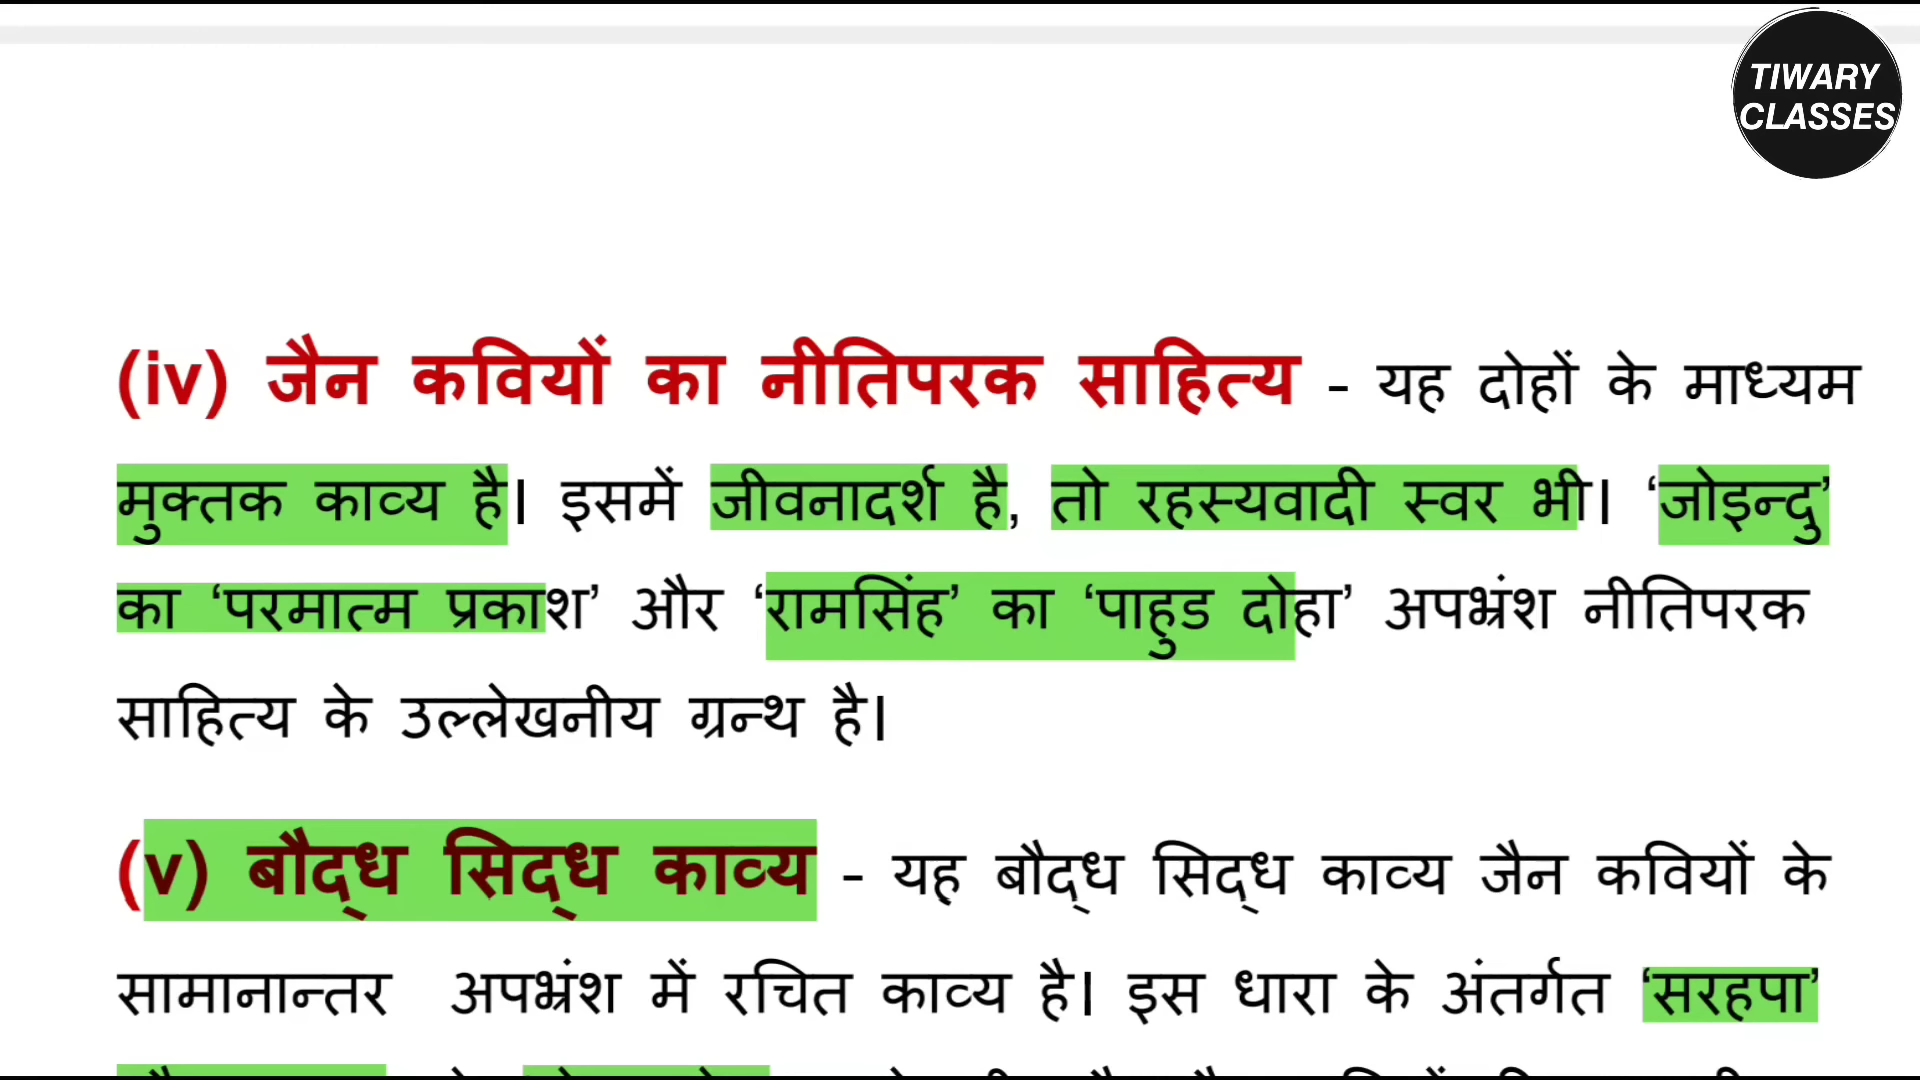 TIWARY
CLASSES
(iv) जैन कवियों का नीतिपरक साहित्य - यह दोहों के माध्यम
मुक्तक काव्य है। इसमें जीवनादर्श है, तो रहस्यवादी स्वर भी। ‘जोइन्दु’
का ‘परमात्म प्रकाश’ और ‘रामसिंह’ का ‘पाहुड दोहा’ अपभ्रंश नीतिपरक
साहित्य के उल्लेखनीय ग्रन्थ है।
(v) बौद्ध सिद्ध काव्य - यह बौद्ध सिद्ध काव्य जैन कवियों के
सामानान्तर अपभ्रंश में रचित काव्य है। इस धारा के अंतर्गत ‘सरहपा’